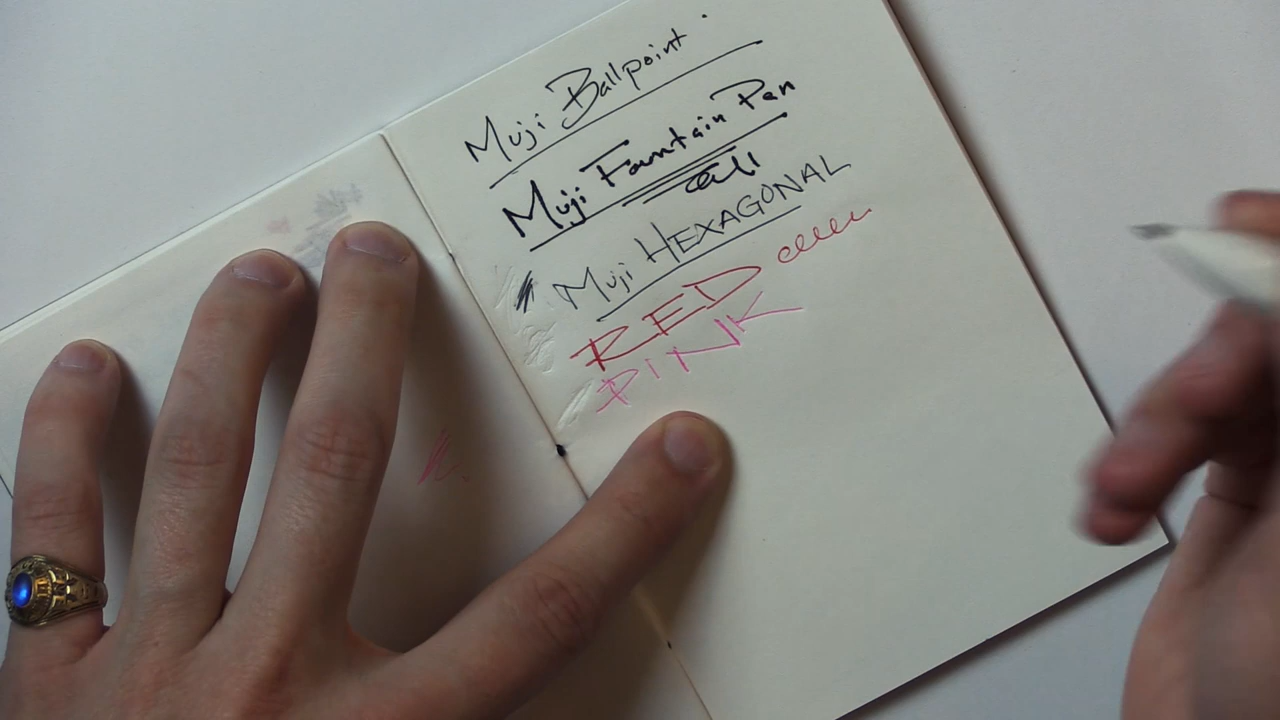 Muji Ballpoint
Muji Fountain Pen
Muji HEXAGONAL
RED
PINK